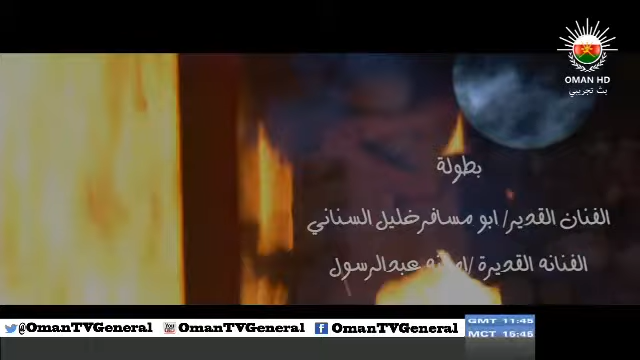 OMAN HD
بث تجريبي
بطولة
الفنان القدير/ ابو مسافر خليل السناني
الفنانه القديرة /امينه عبدالرسول
@OmanTVGeneral OmanTVGeneral OmanTVGeneral
GMT 11:45
MCT 15:45